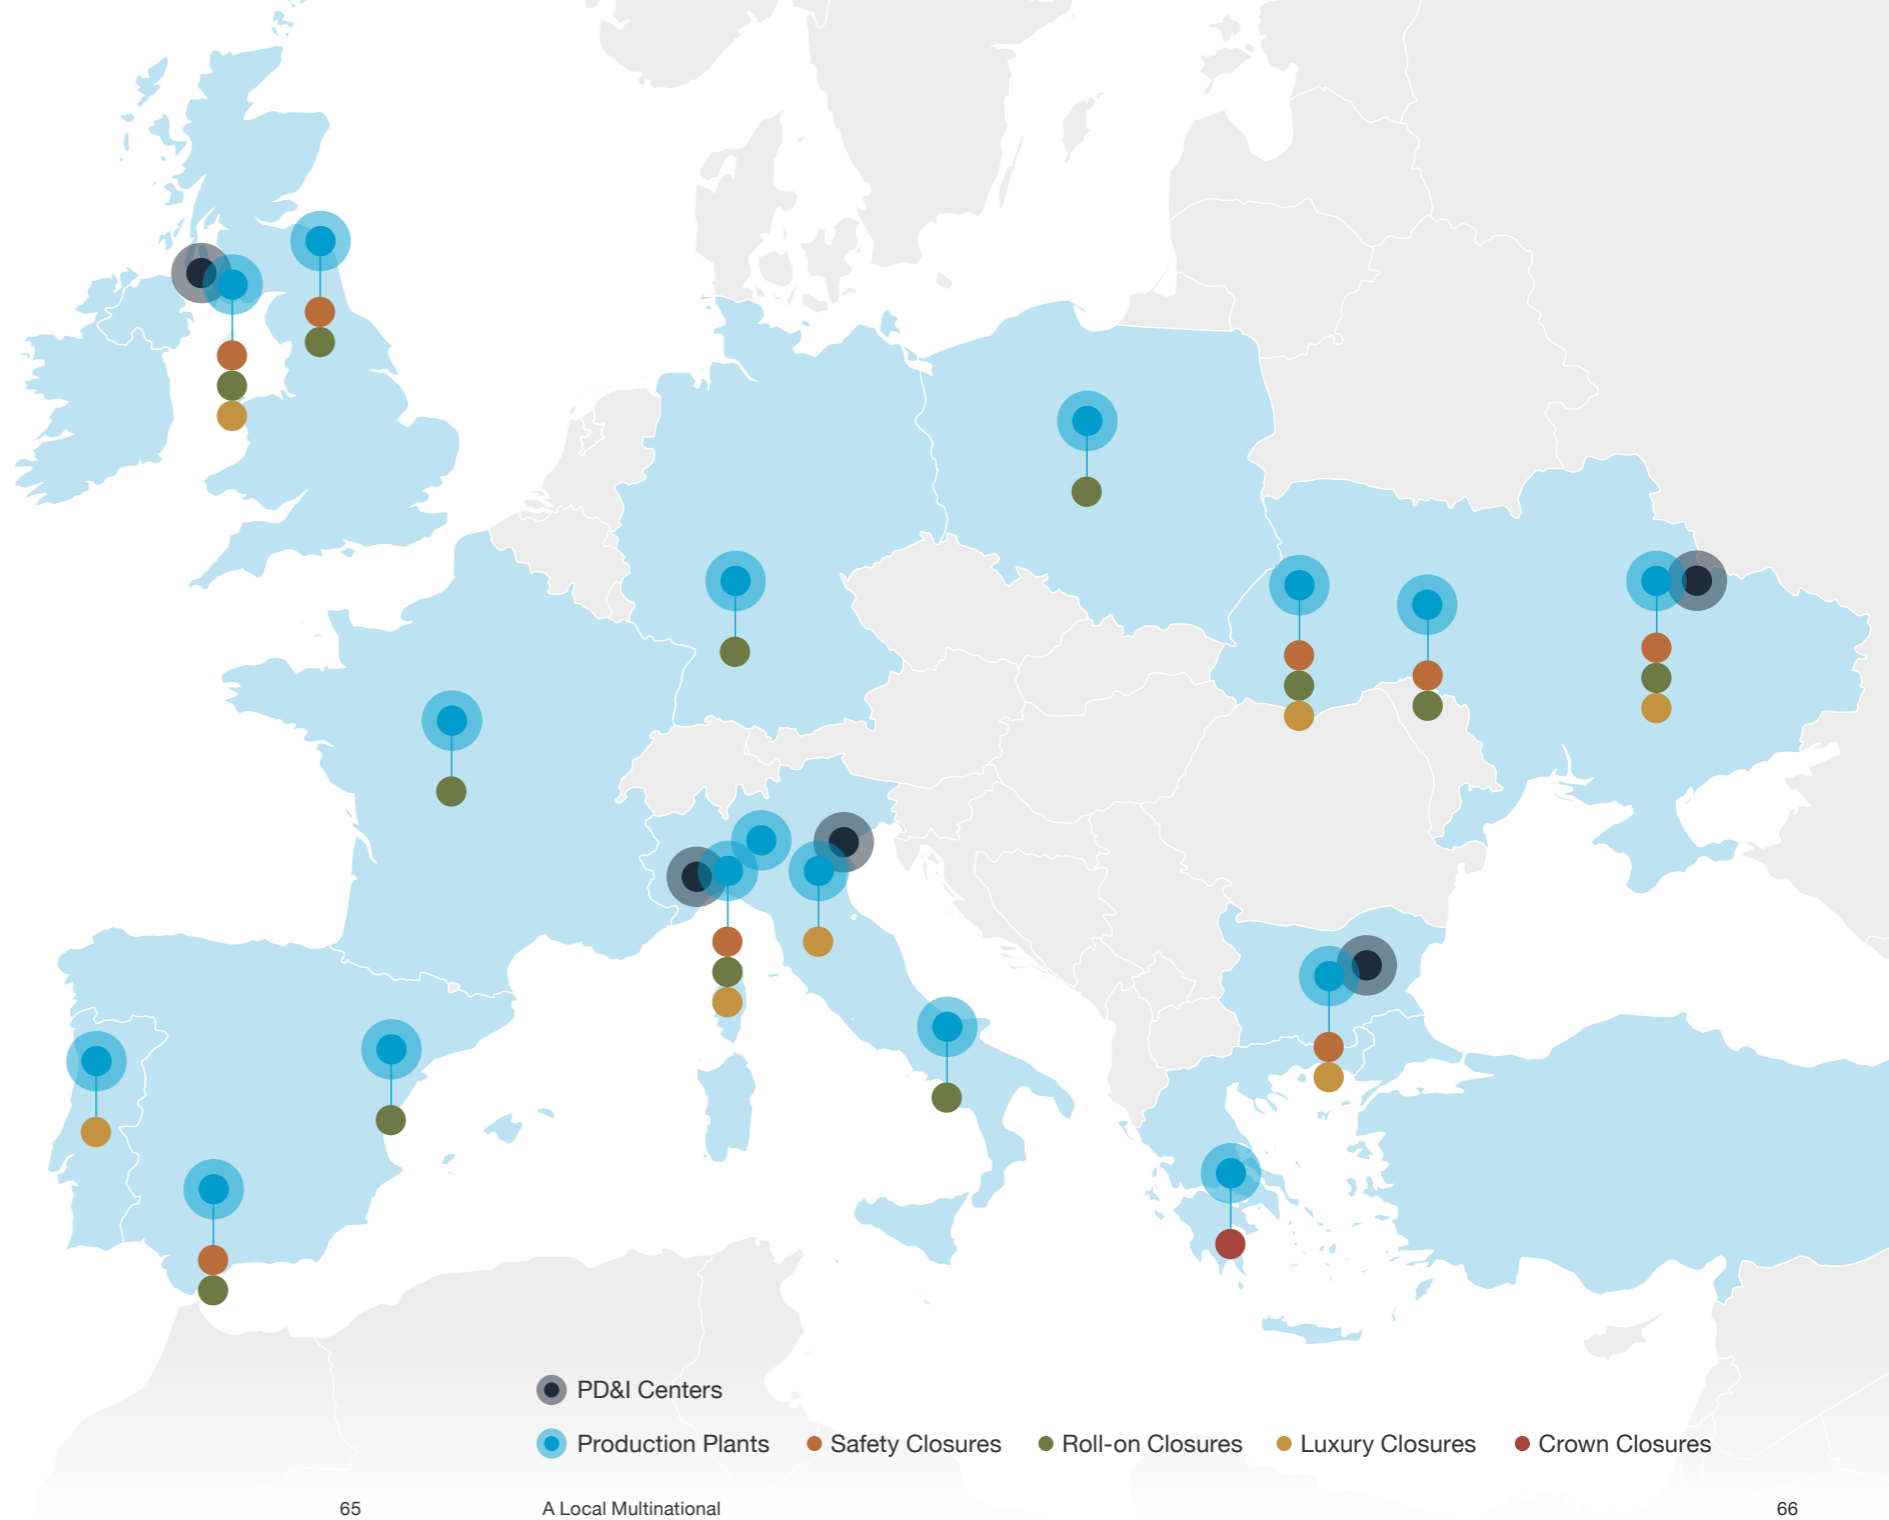 PD&I Centers
Production Plants
Safety Closures
Roll-on Closures
Luxury Closures
Crown Closures
65
A Local Multinational
66